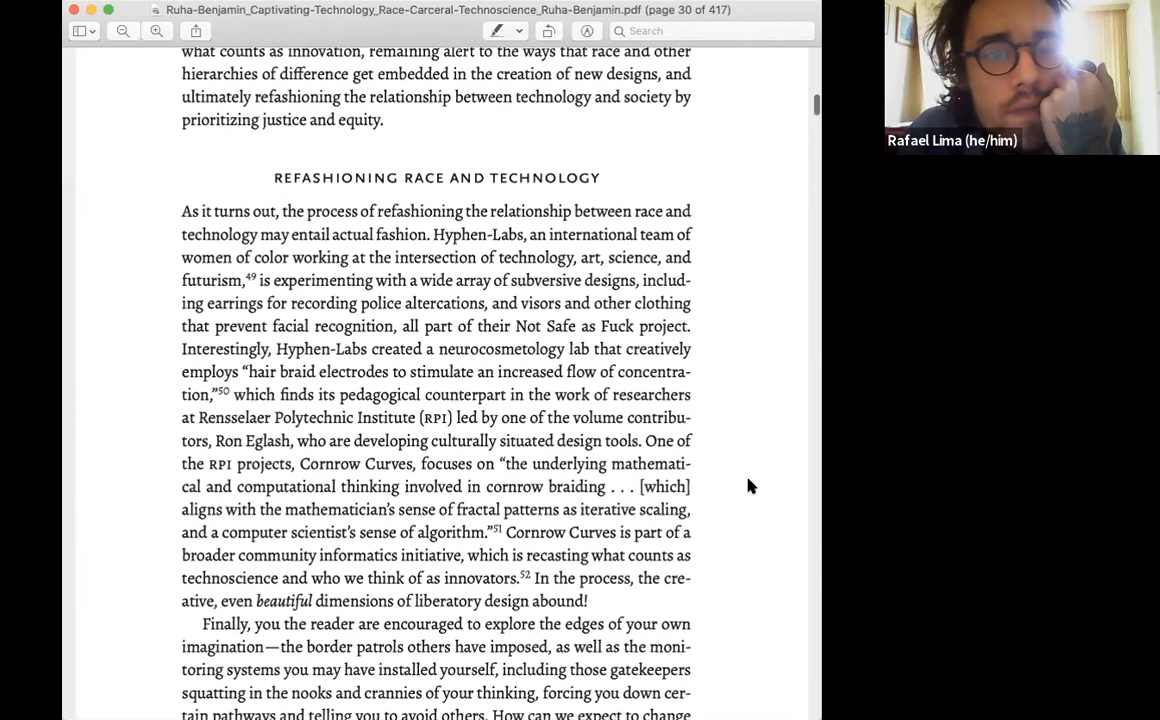 Ruha-Benjamin_Captivating-Technology_Race-Carceral-Technoscience_Ruha-Benjamin.pdf (page 30 of 417)
Search
what counts as innovation, remaining alert to the ways that race and other
hierarchies of difference get embedded in the creation of new designs, and
ultimately refashioning the relationship between technology and society by
prioritizing justice and equity.
REFASHIONING RACE AND TECHNOLOGY
As it turns out, the process of refashioning the relationship between race and
technology may entail actual fashion. Hyphen-Labs, an international team of
women of color working at the intersection of technology, art, science, and
futurism,49 is experimenting with a wide array of subversive designs, includ-
ing earrings for recording police altercations, and visors and other clothing
that prevent facial recognition, all part of their Not Safe as Fuck project.
Interestingly, Hyphen-Labs created a neurocosmetology lab that creatively
employs “hair braid electrodes to stimulate an increased flow of concentra-
tion,”50 which finds its pedagogical counterpart in the work of researchers
at Rensselaer Polytechnic Institute (RPI) led by one of the volume contribu-
tors, Ron Eglash, who are developing culturally situated design tools. One of
the RPI projects, Cornrow Curves, focuses on “the underlying mathemati-
cal and computational thinking involved in cornrow braiding . . . [which]
aligns with the mathematician’s sense of fractal patterns as iterative scaling,
and a computer scientist’s sense of algorithm.”51 Cornrow Curves is part of a
broader community informatics initiative, which is recasting what counts as
technoscience and who we think of as innovators.52 In the process, the cre-
ative, even beautiful dimensions of liberatory design abound!
Finally, you the reader are encouraged to explore the edges of your own
imagination—the border patrols others have imposed, as well as the moni-
toring systems you may have installed yourself, including those gatekeepers
squatting in the nooks and crannies of your thinking, forcing you down cer-
tain pathways and telling you to avoid others. How can we expect to change
Rafael Lima (he/him)